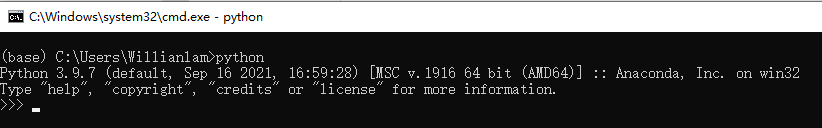 C:\Windows\system32\cmd.exe - python
(base) C:\Users\Willianlam>python
Python 3.9.7 (default, Sep 16 2021, 16:59:28) [MSC v.1916 64 bit (AMD64)] :: Anaconda, Inc. on win32
Type "help", "copyright", "credits" or "license" for more information.
>>>